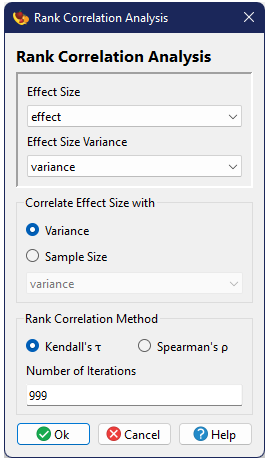 Rank Correlation Analysis
Rank Correlation Analysis
Effect Size
effect
Effect Size Variance
variance
Correlate Effect Size with
Variance
Sample Size
variance
Rank Correlation Method
Kendall's τ Spearman's ρ
Number of Iterations
999
Ok Cancel Help